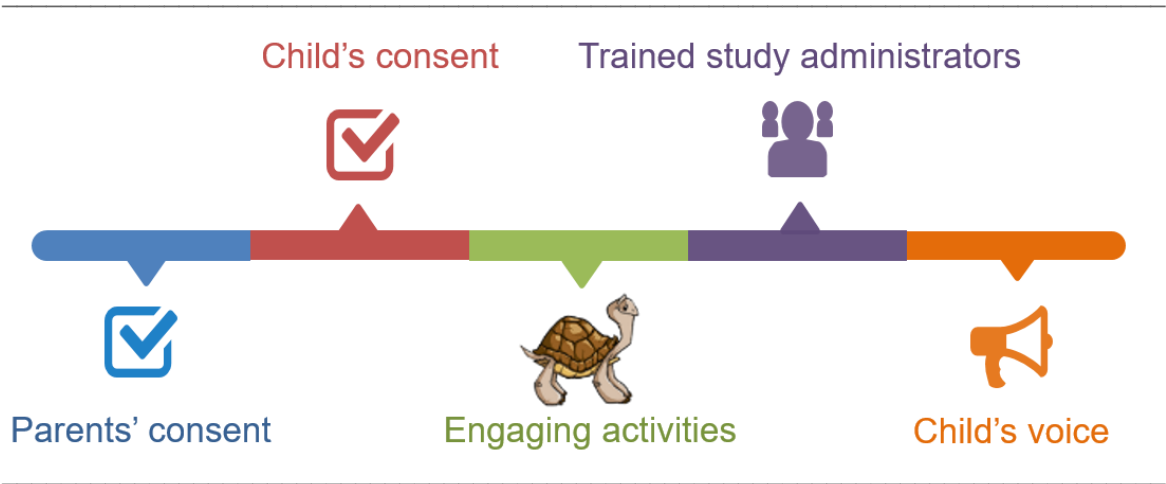 Child’s consent
Trained study administrators
Parents’ consent
Engaging activities
Child’s voice